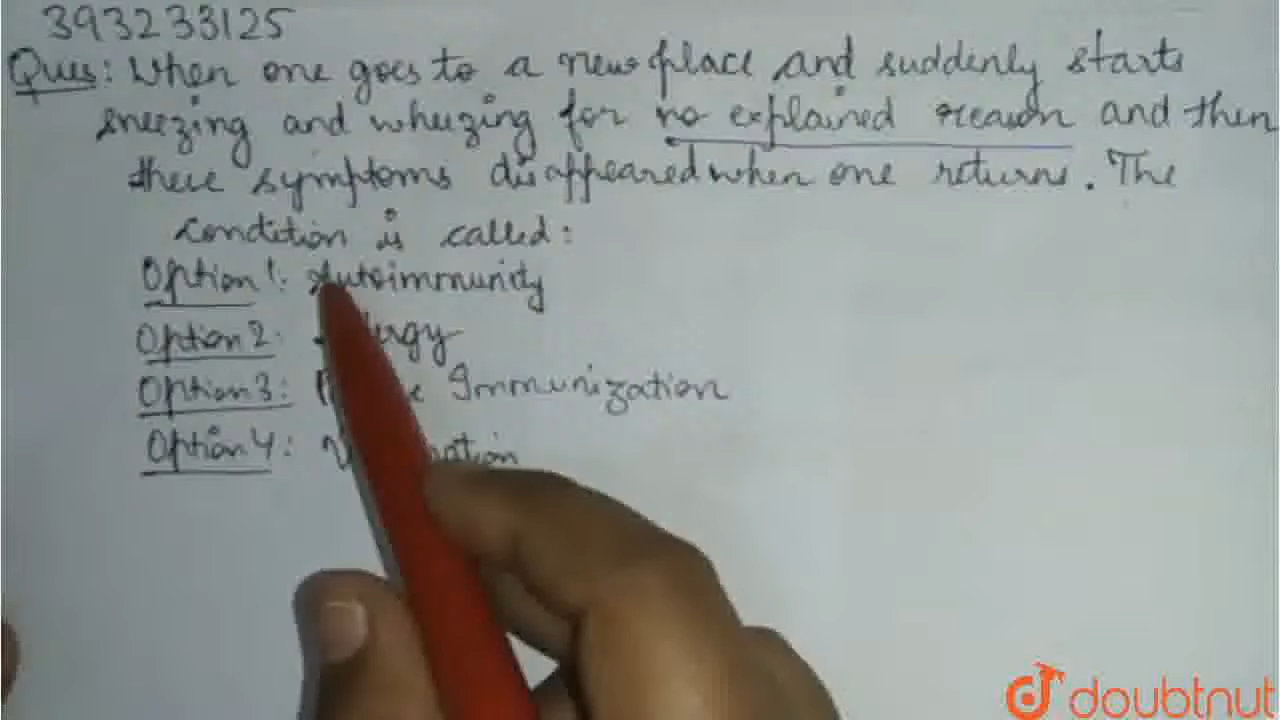 393233125
Ques: When one goes to a new place and suddenly starts
sneezing and wheezing for no explained reason and then
these symptoms disappeared when one returns. The
condition is called:
Option 1: Autoimmunity
Option 2:
Option 3: Immunization
Option 4:
doubtnut